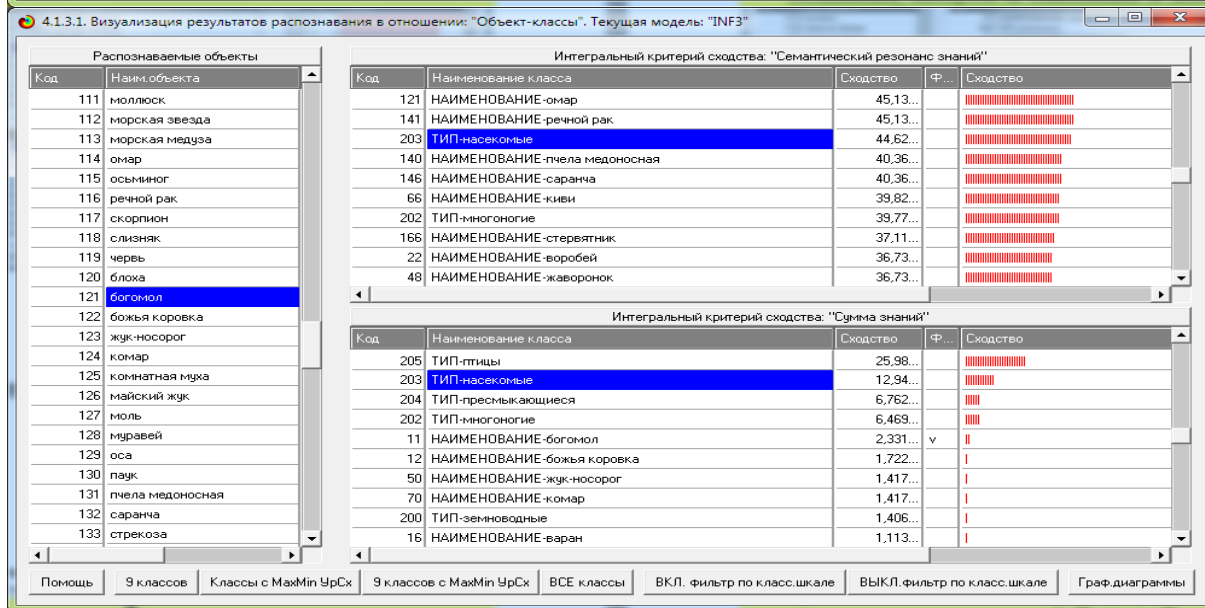 4.1.3.1. Визуализация результатов распознавания в отношении: "Объект-классы". Текущая модель: "INF3"
Распознаваемые объекты
Код Наим.объекта
111 моллюск
112 морская звезда
113 морская медуза
114 омар
115 осьминог
116 речной рак
117 скорпион
118 слизняк
119 червь
120 блоха
121 богомол
122 божья коровка
123 жук-носорог
124 комар
125 комнатная муха
126 майский жук
127 моль
128 муравей
129 оса
130 паук
131 пчела медоносная
132 саранча
133 стрекоза
Интегральный критерий сходства: "Семантический резонанс знаний"
Код Наименование класса Сходство Ф... Сходство
121 НАИМЕНОВАНИЕ-омар 45,13...
141 НАИМЕНОВАНИЕ-речной рак 45,13...
203 ТИП-насекомые 44,62...
140 НАИМЕНОВАНИЕ-пчела медоносная 40,36...
146 НАИМЕНОВАНИЕ-саранча 40,36...
66 НАИМЕНОВАНИЕ-киви 39,82...
202 ТИП-многоногие 39,77...
166 НАИМЕНОВАНИЕ-стервятник 37,11...
22 НАИМЕНОВАНИЕ-воробей 36,73...
48 НАИМЕНОВАНИЕ-жаворонок 36,73...
Интегральный критерий сходства: "Сумма знаний"
Код Наименование класса Сходство Ф... Сходство
205 ТИП-птицы 25,98...
203 ТИП-насекомые 12,94...
204 ТИП-пресмыкающиеся 6,762...
202 ТИП-многоногие 6,469...
11 НАИМЕНОВАНИЕ-богомол 2,331... v
12 НАИМЕНОВАНИЕ-божья коровка 1,722...
50 НАИМЕНОВАНИЕ-жук-носорог 1,417...
70 НАИМЕНОВАНИЕ-комар 1,417...
200 ТИП-земноводные 1,406...
16 НАИМЕНОВАНИЕ-варан 1,113...
Помощь 9 классов Классы с MaxMin УрСх 9 классов с MaxMin УрСх ВСЕ классы ВКЛ. фильтр по класс.шкале ВЫКЛ.фильтр по класс.шкале Граф.диаграммы